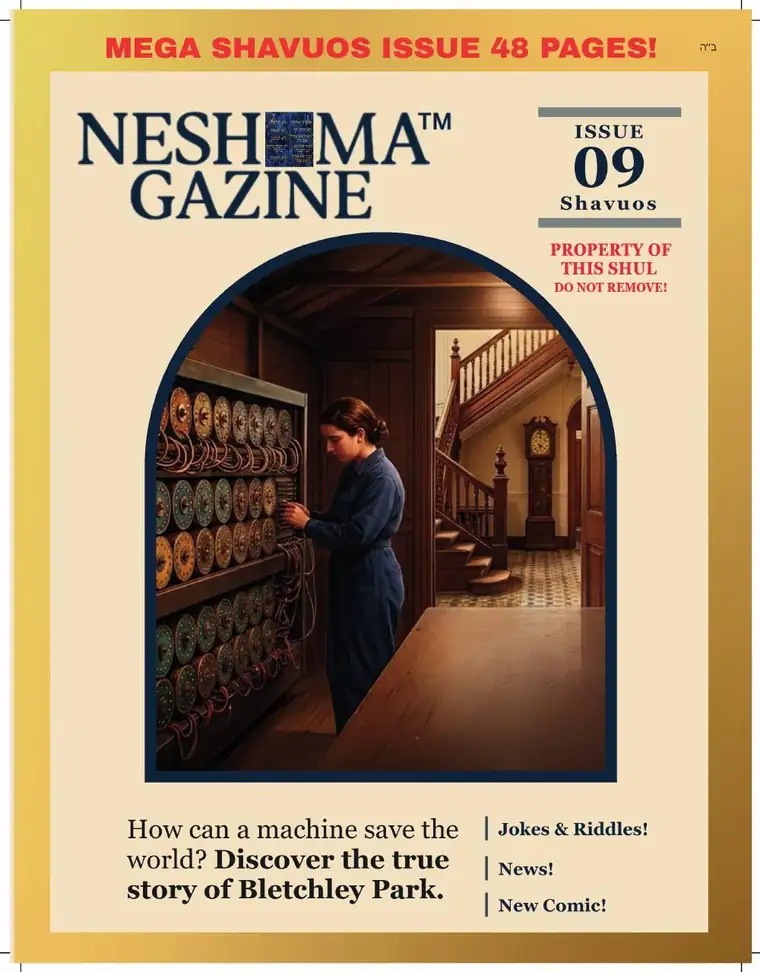 MEGA SHAVUOS ISSUE 48 PAGES!
ב"ה
NESHAMA™
GAZINE
ISSUE
09
Shavuos
PROPERTY OF
THIS SHUL
DO NOT REMOVE!
How can a machine save the
world? Discover the true
story of Bletchley Park.
Jokes & Riddles!
News!
New Comic!